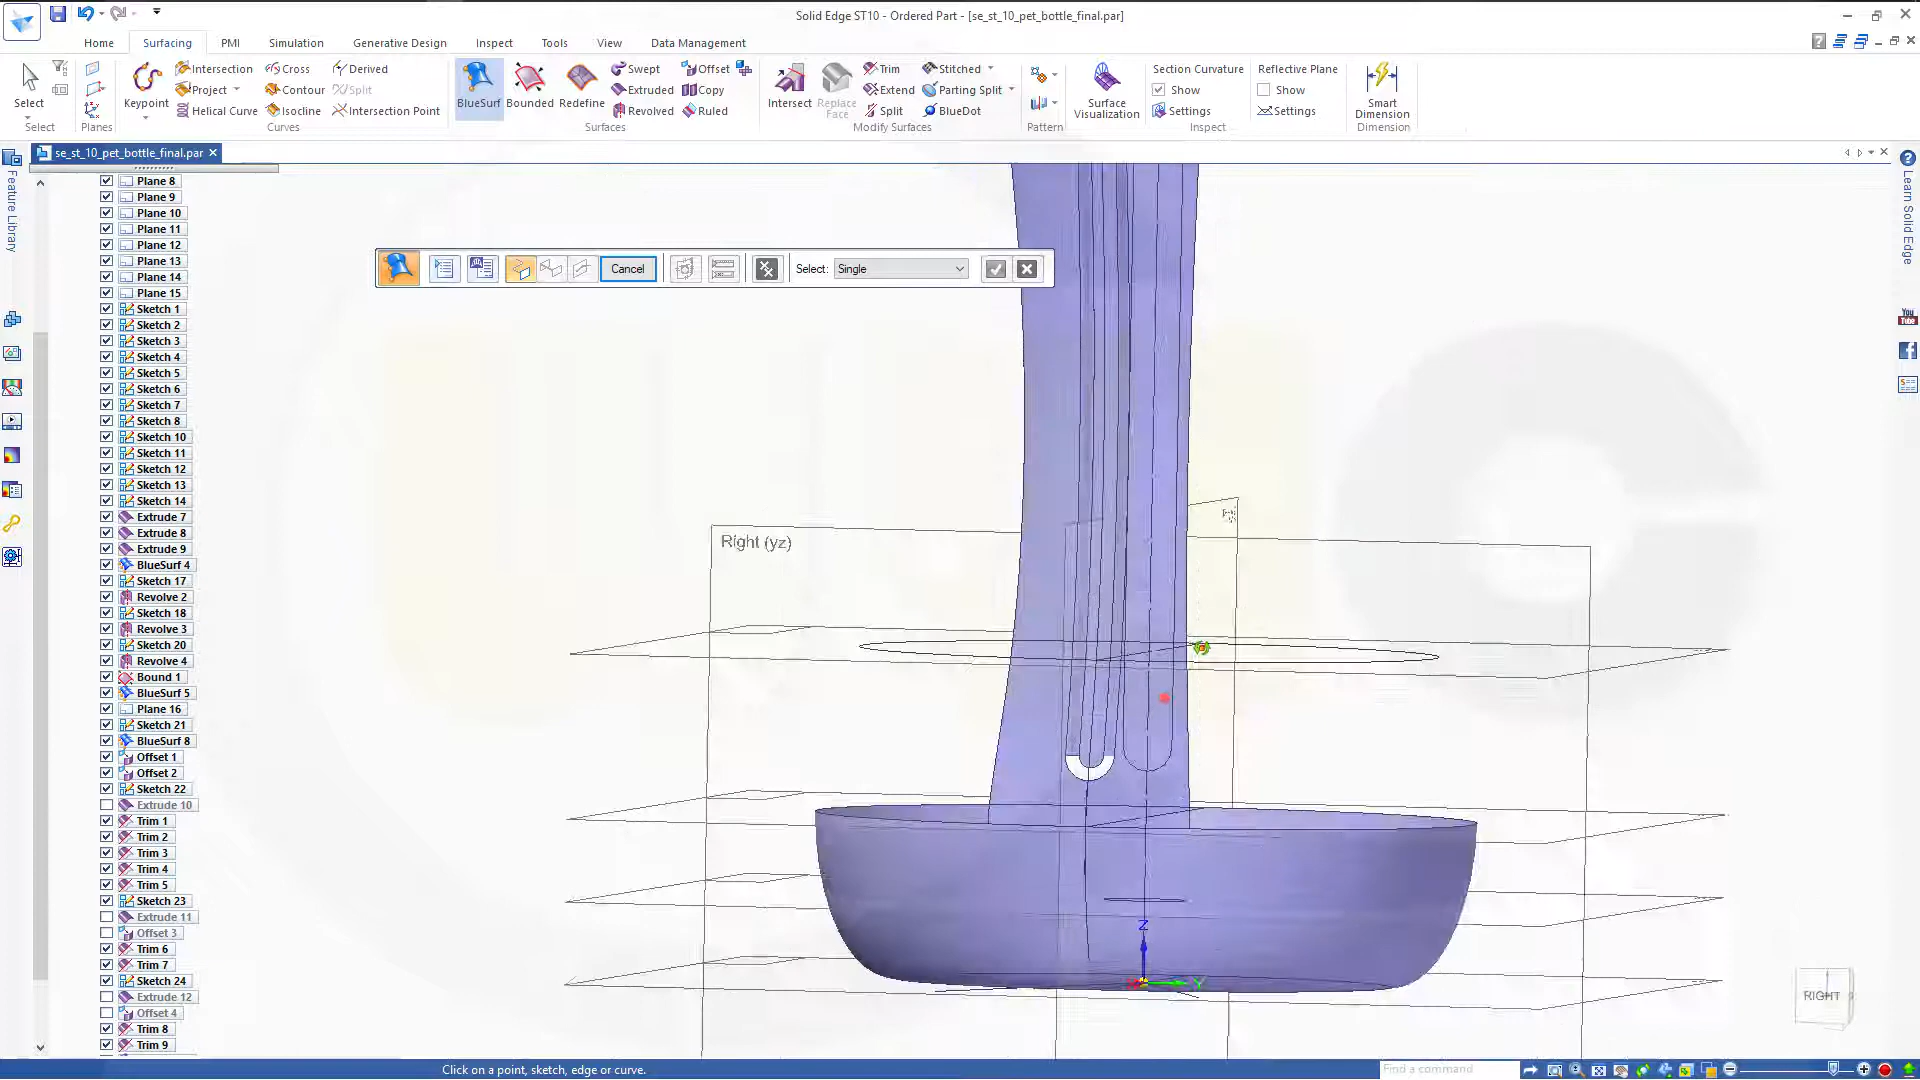 Solid Edge ST10 - Ordered Part - [se_st_10_pet_bottle_final.par]
Home Surfacing PMI Simulation Generative Design Inspect Tools View Data Management
Select
Select
Planes
Keypoint
Intersection Cross Derived
Project Contour Split
Helical Curve Isocline Intersection Point
Curves
BlueSurf Bounded Redefine
Swept Offset
Extruded Copy
Revolved Ruled
Surfaces
Intersect Replace Face
Trim Stitched
Extend Parting Split
Split BlueDot
Modify Surfaces
Pattern
Surface Visualization
Section Curvature Reflective Plane
Show Show
Settings Settings
Inspect
Smart Dimension
Dimension
se_st_10_pet_bottle_final.par
Feature Library
Learn Solid Edge
You Tube
Plane 8
Plane 9
Plane 10
Plane 11
Plane 12
Plane 13
Plane 14
Plane 15
Sketch 1
Sketch 2
Sketch 3
Sketch 4
Sketch 5
Sketch 6
Sketch 7
Sketch 8
Sketch 10
Sketch 11
Sketch 12
Sketch 13
Sketch 14
Extrude 7
Extrude 8
Extrude 9
BlueSurf 4
Sketch 17
Revolve 2
Sketch 18
Revolve 3
Sketch 20
Revolve 4
Bound 1
BlueSurf 5
Plane 16
Sketch 21
BlueSurf 8
Offset 1
Offset 2
Sketch 22
Extrude 10
Trim 1
Trim 2
Trim 3
Trim 4
Trim 5
Sketch 23
Extrude 11
Offset 3
Trim 6
Trim 7
Sketch 24
Extrude 12
Offset 4
Trim 8
Trim 9
Cancel Select: Single
Right (yz)
Z
Y
RIGHT
Click on a point, sketch, edge or curve.
Find a command